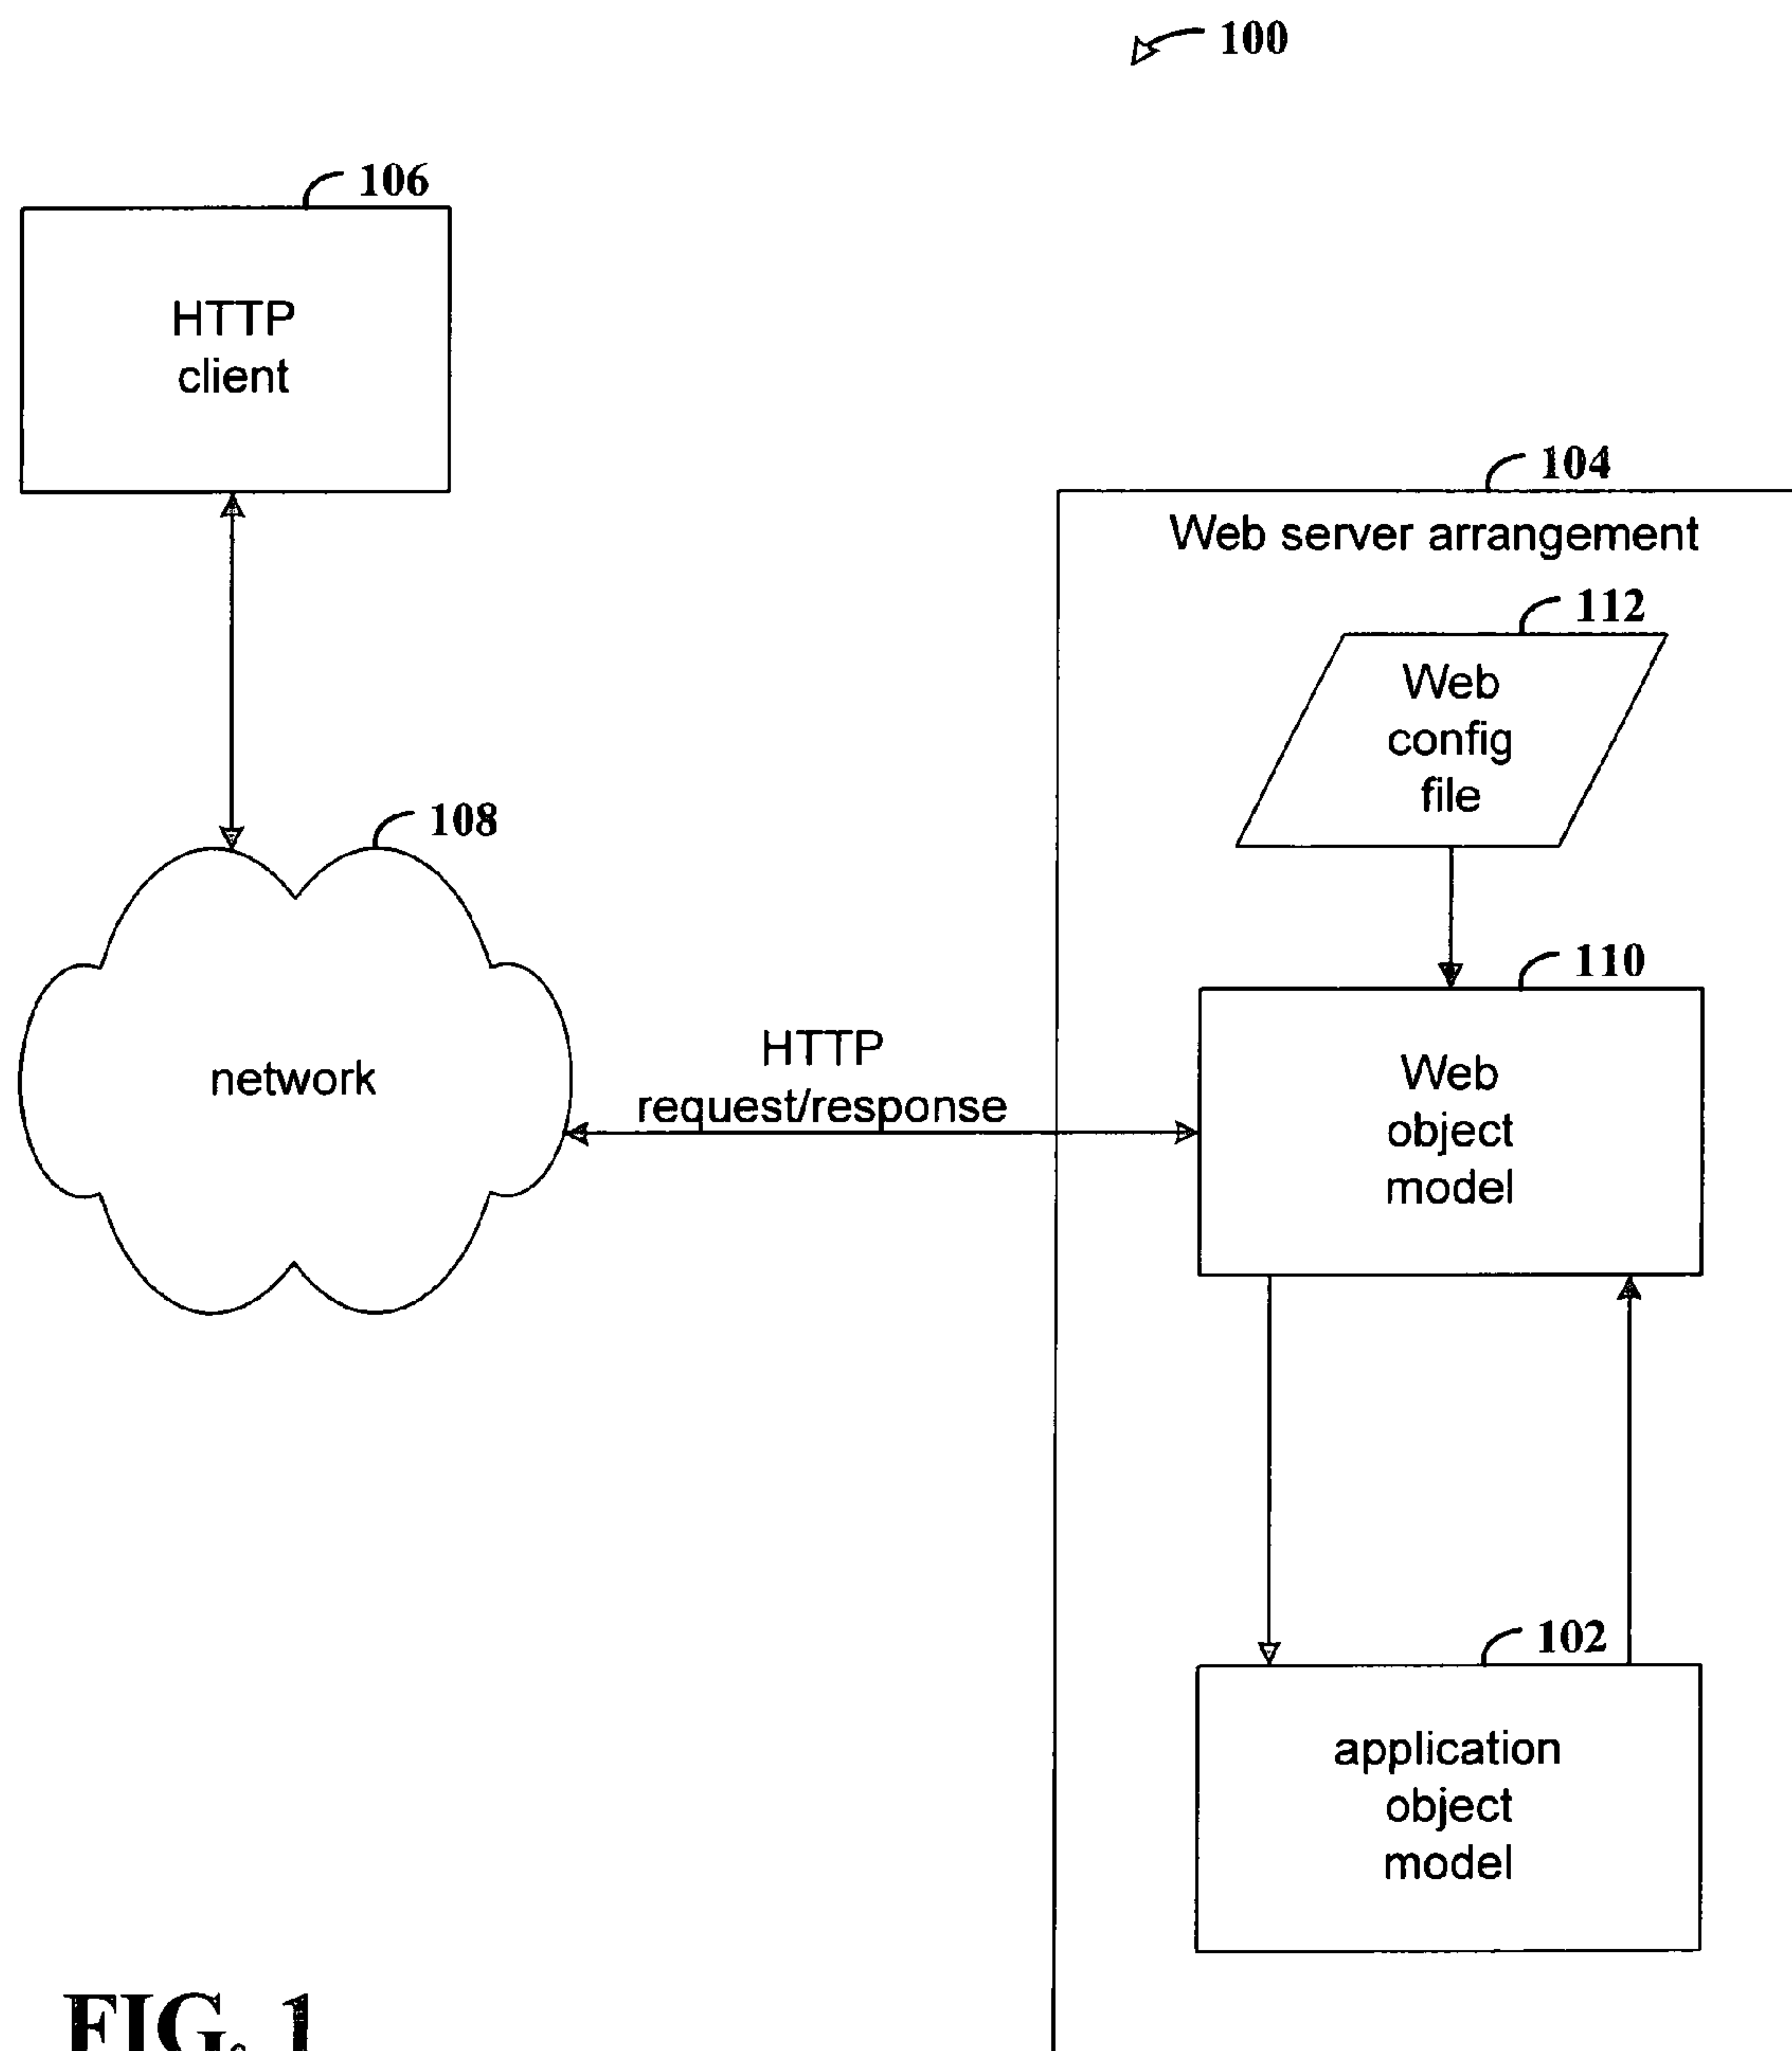 100
106
HTTP
client
104
Web server arrangement
112
Web
config
file
108
110
network
HTTP
request/response
Web
object
model
102
application
object
model
FIG. 1